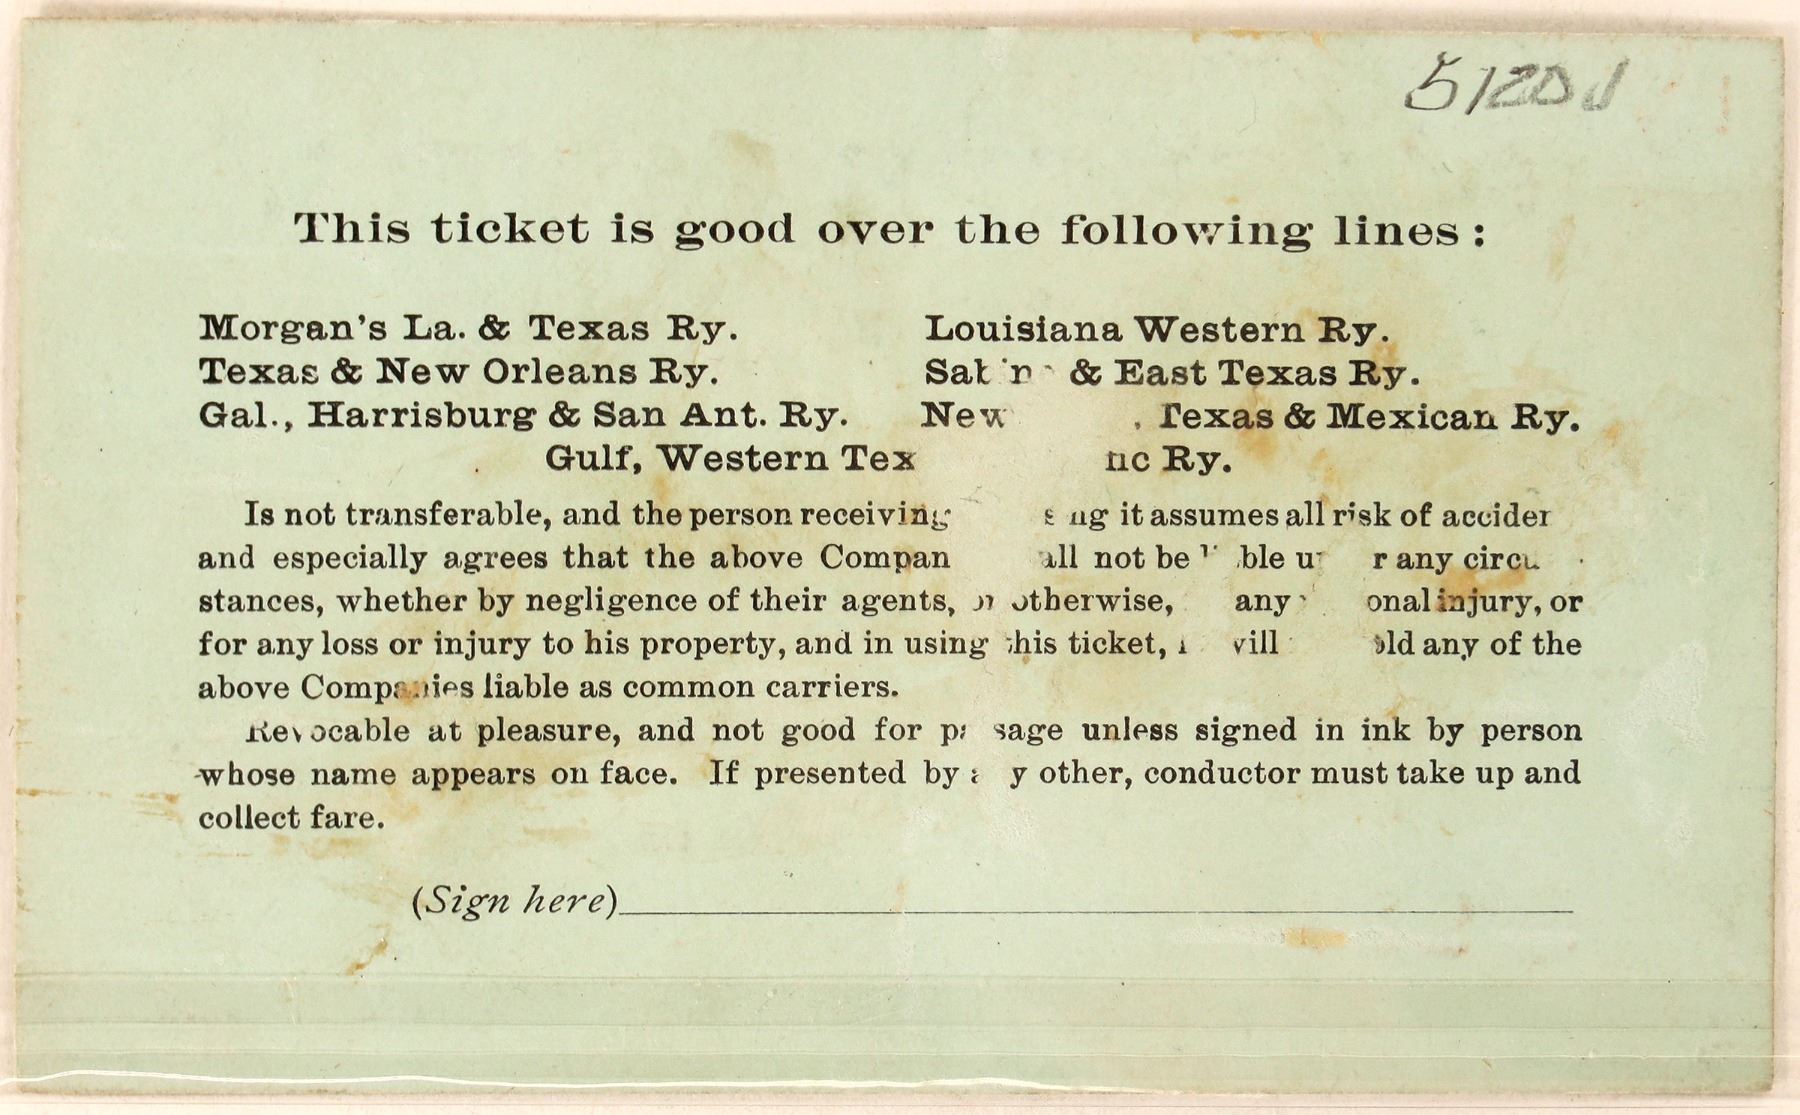 5120
This ticket is good over the following lines:
Morgan's La. & Texas Ry. Louisiana Western Ry.
Texas & New Orleans Ry. & East Texas Ry.
Gal., Harrisburg & San Ant. Ry. New Texas & Mexican Ry.
Gulf, Western Ry.
Is not transferable, and the person receiving it assumes all risk of
and especially agrees that the above not be any
stances, whether by negligence of their agents, or otherwise, any injury, or
for any loss or injury to his property, and in using this ticket, will any of the
above Companies liable as common carriers.
Revocable at pleasure, and not good for passage unless signed in ink by person
whose name appears on face. If presented by other, conductor must take up and
collect fare.
(Sign here)